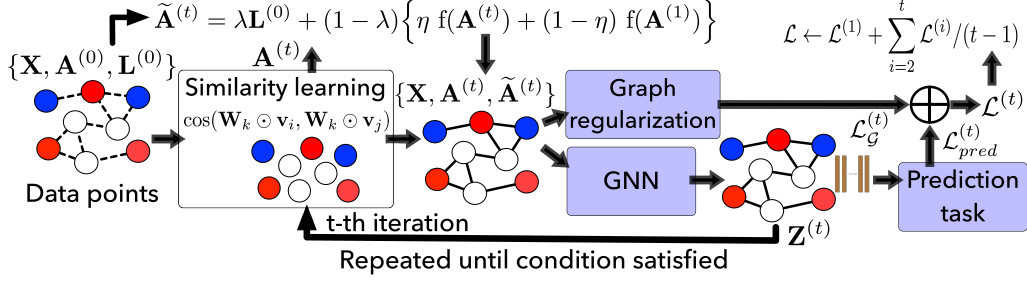 Ã^(t) = λL^(0) + (1 − λ){η f(A^(t)) + (1 − η) f(A^(1))}
L ← L^(1) + ∑_{i=2}^{t} L^(i)/(t − 1)
{X, A^(0), L^(0)}
A^(t)
Similarity learning
cos(W_k ⊙ v_i, W_k ⊙ v_j)
{X, A^(t), Ã^(t)}
Graph
regularization
L_G^(t)
L^(t)
L_pred^(t)
GNN
Prediction
task
Data points
t-th iteration
Z^(t)
Repeated until condition satisfied